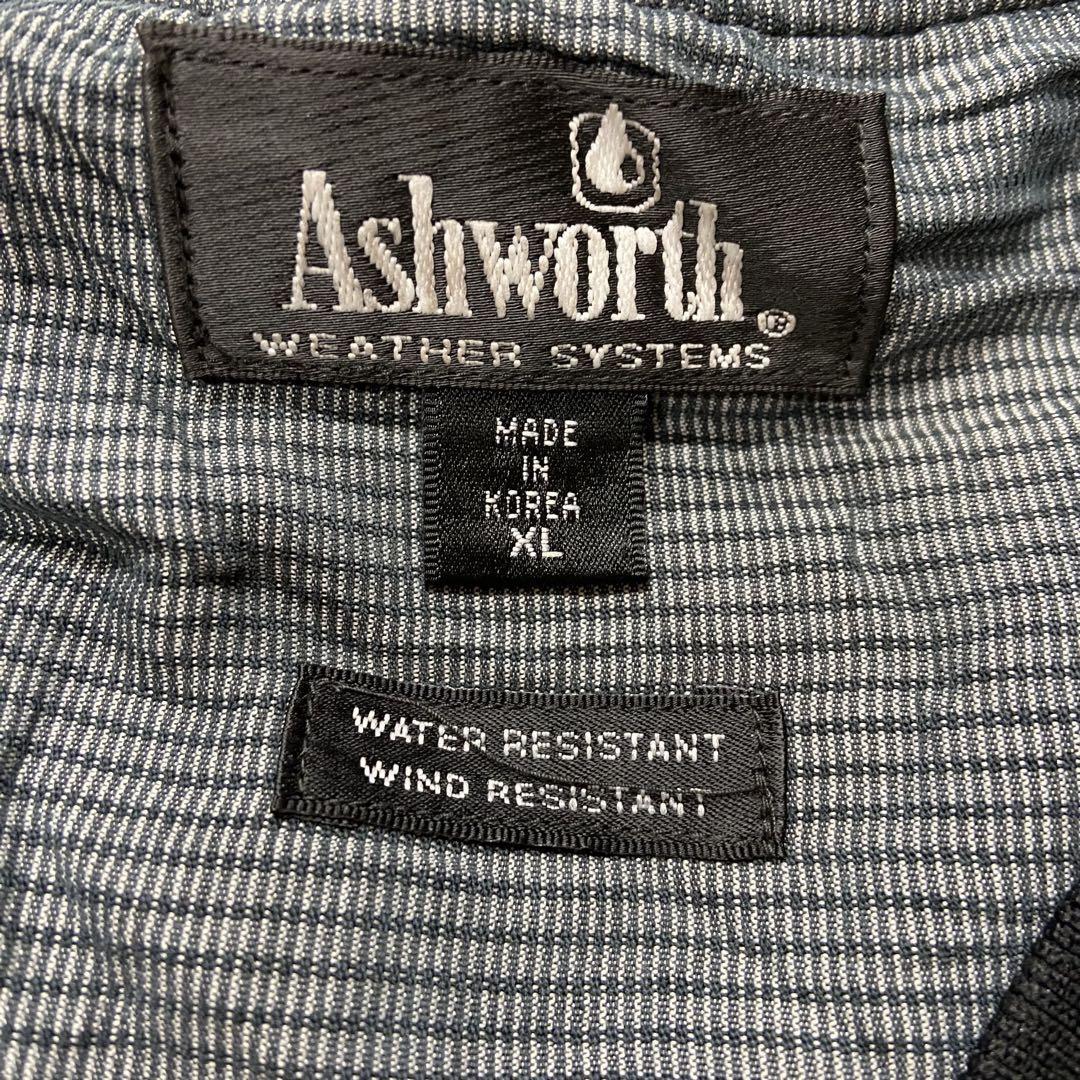 Ashworth®
WEATHER SYSTEMS
MADE
IN
KOREA
XL
WATER RESISTANT
WIND RESISTANT